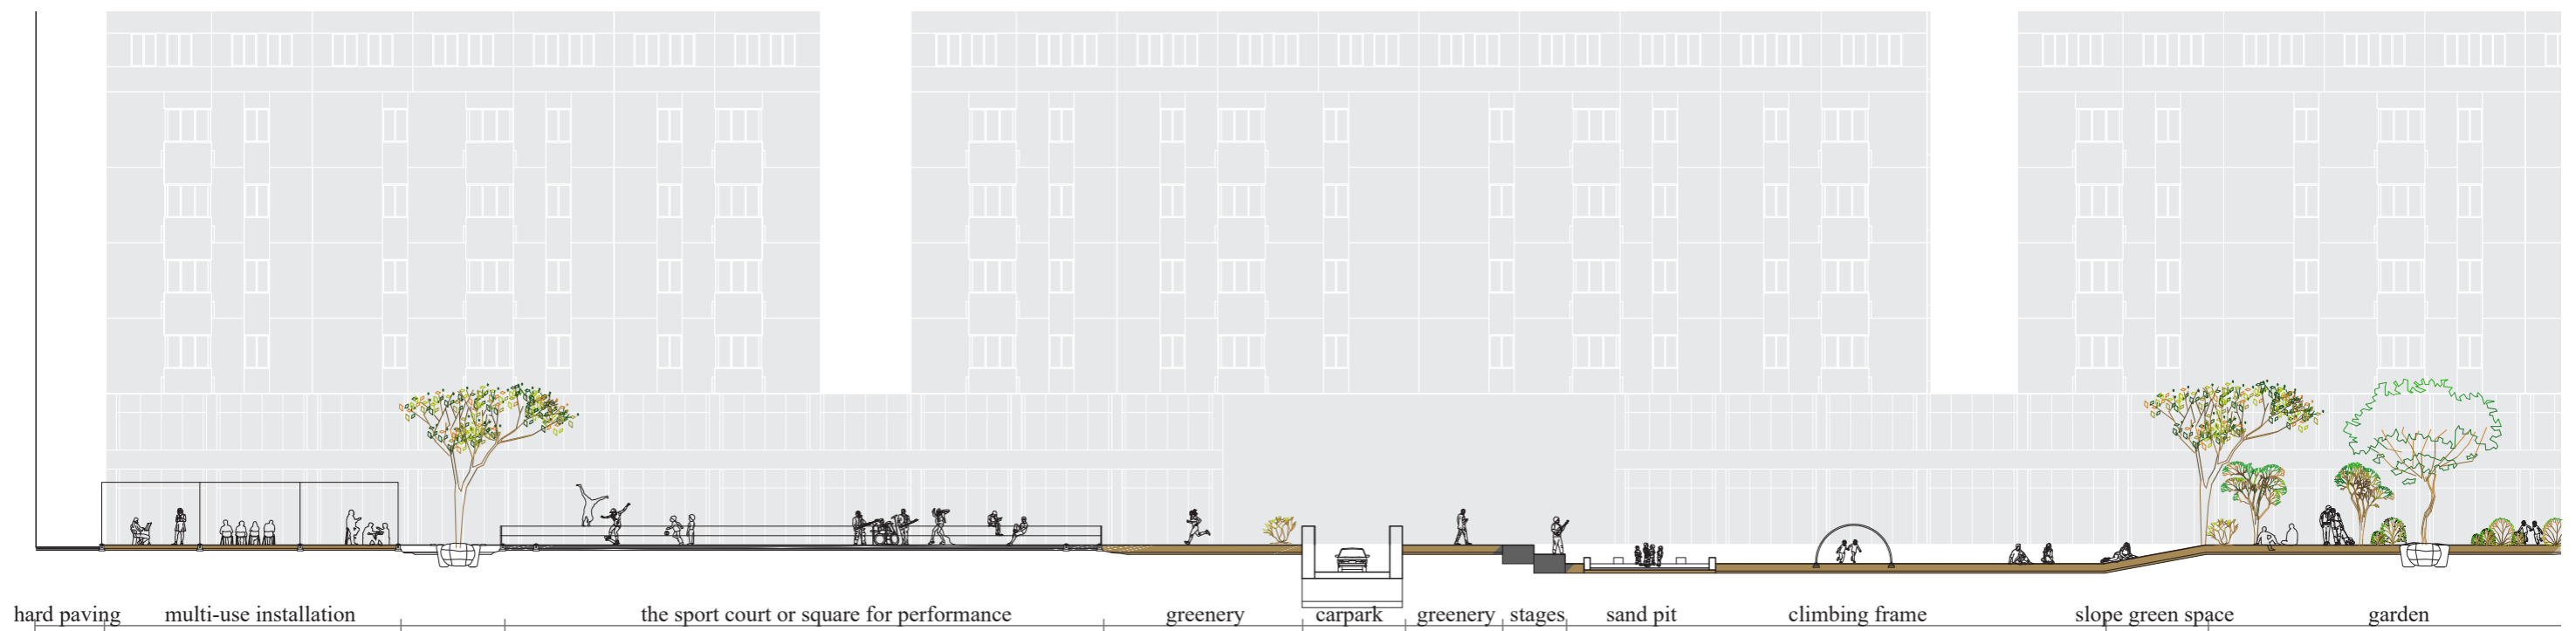 hard paving multi-use installation the sport court or square for performance greenery carpark greenery stages sand pit climbing frame slope green space garden